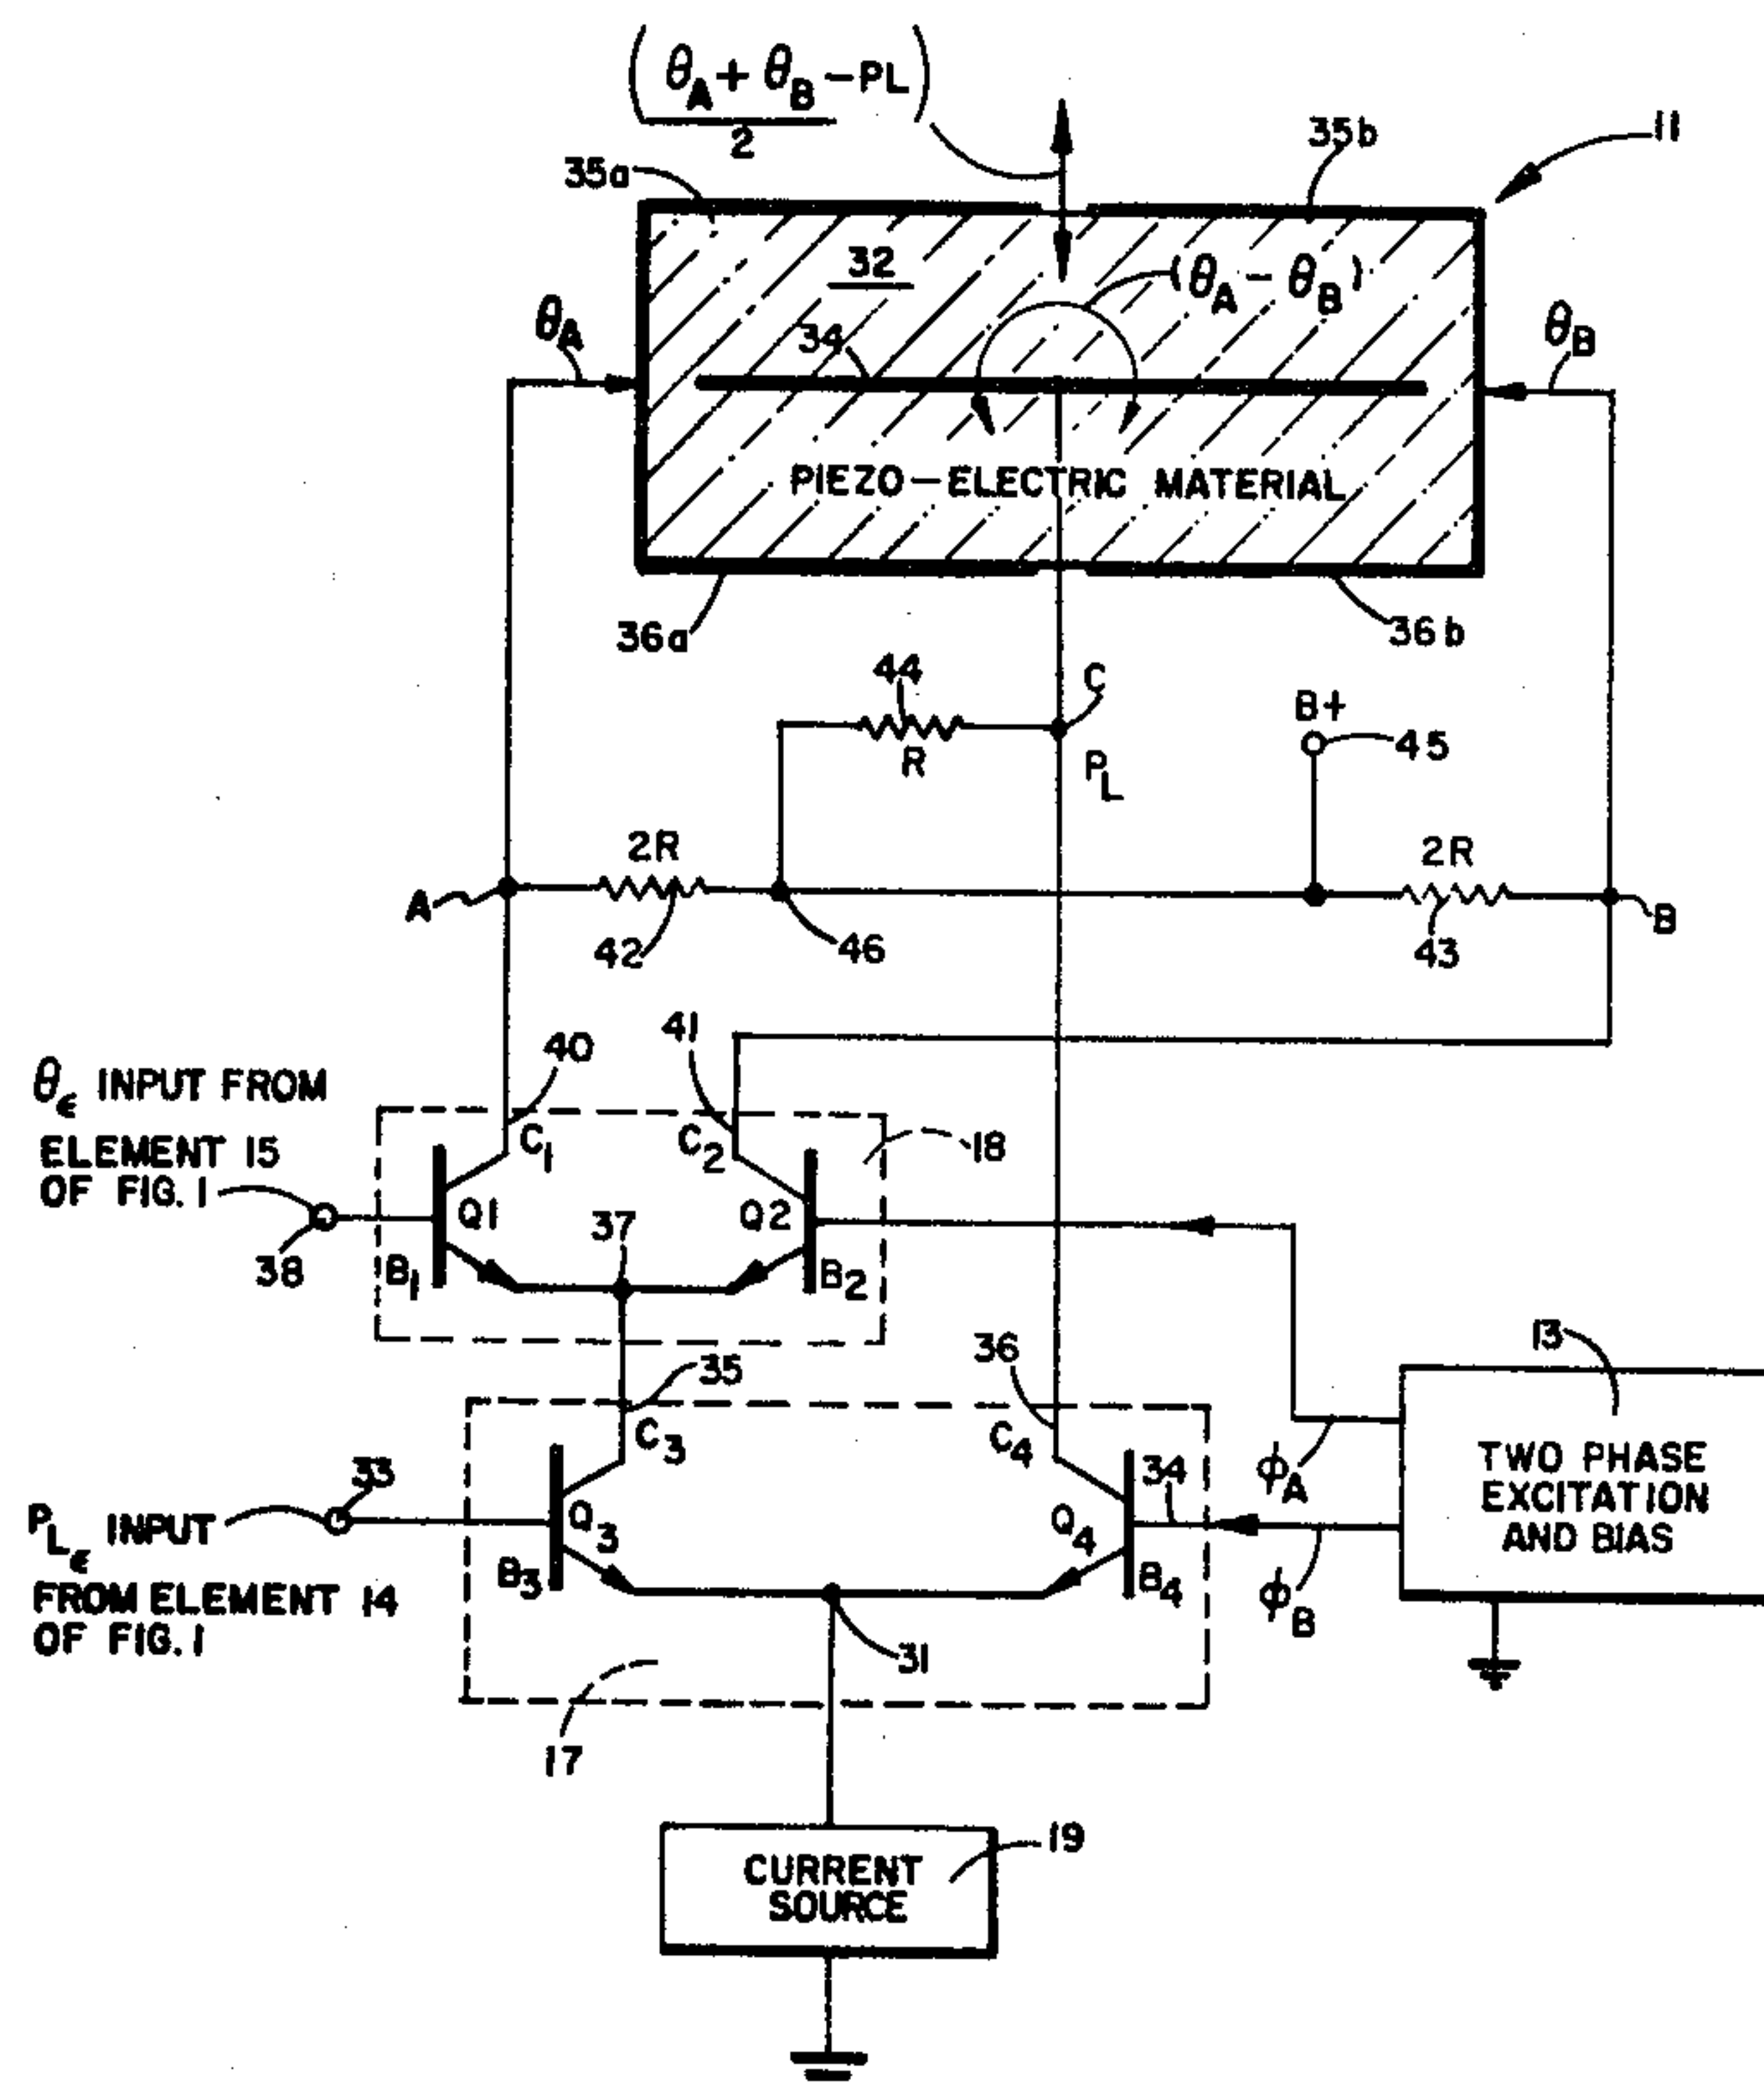 (θA + θB – PL)
2
35a
35b
11
32
(θA – θB)
θA
34
θB
PIEZO–ELECTRIC MATERIAL
36a
36b
44
C
B+
45
R
PL
2R
2R
A
42
46
43
B
41
40
θϵ INPUT FROM
ELEMENT 15
OF FIG. 1
C1
C2
18
Q1
37
Q2
38
B1
B2
36
13
35
C3
C4
33
34
ϕA
TWO PHASE
EXCITATION
AND BIAS
PLϵ INPUT
Q3
Q4
B3
B4
ϕB
FROM ELEMENT 14
OF FIG. 1
31
17
19
CURRENT
SOURCE